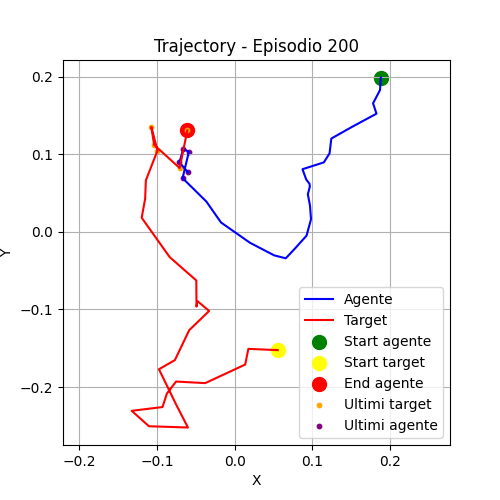 Trajectory - Episodio 200
0.2
0.1
0.0
−0.1
−0.2
Y
Agente
Target
Start agente
Start target
End agente
Ultimi target
Ultimi agente
−0.2
−0.1
0.0
0.1
0.2
X